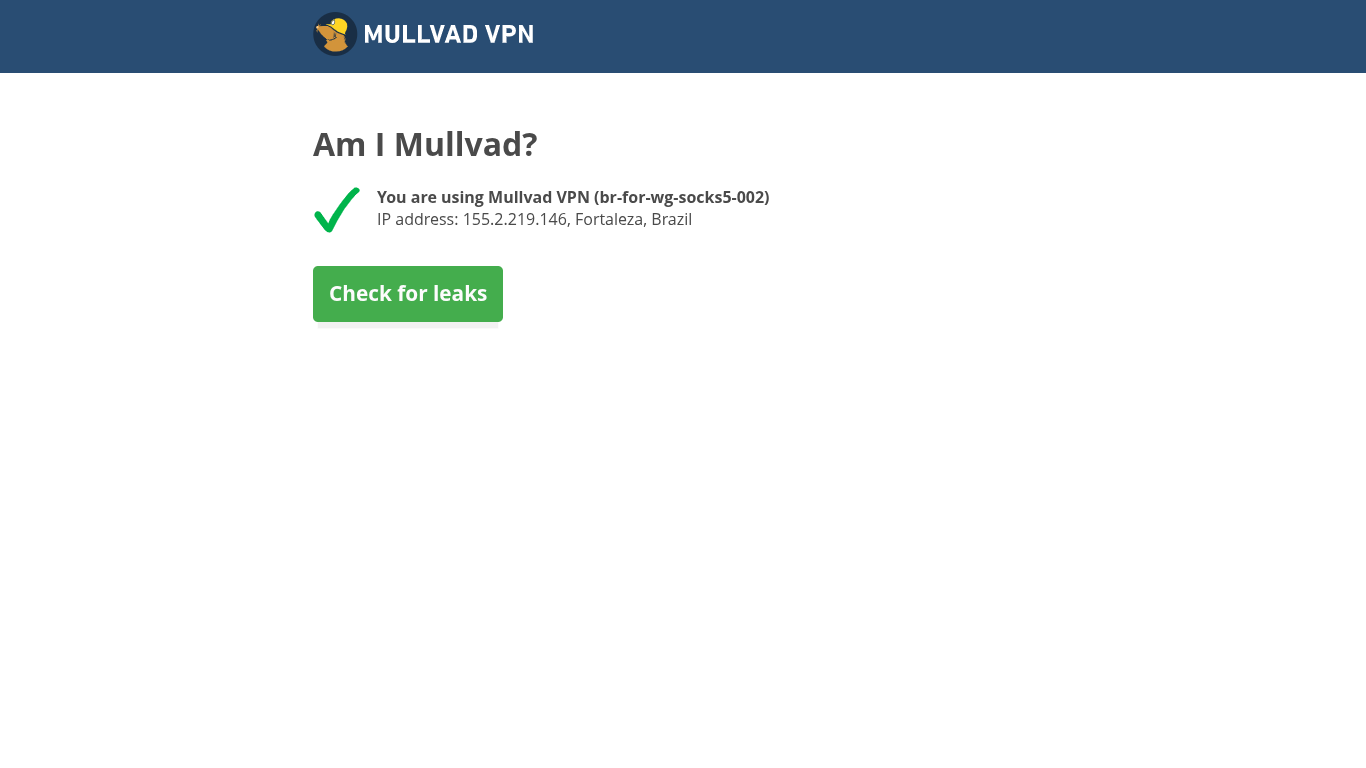 MULLVAD VPN
Am I Mullvad?
You are using Mullvad VPN (br-for-wg-socks5-002)
IP address: 155.2.219.146, Fortaleza, Brazil
Check for leaks